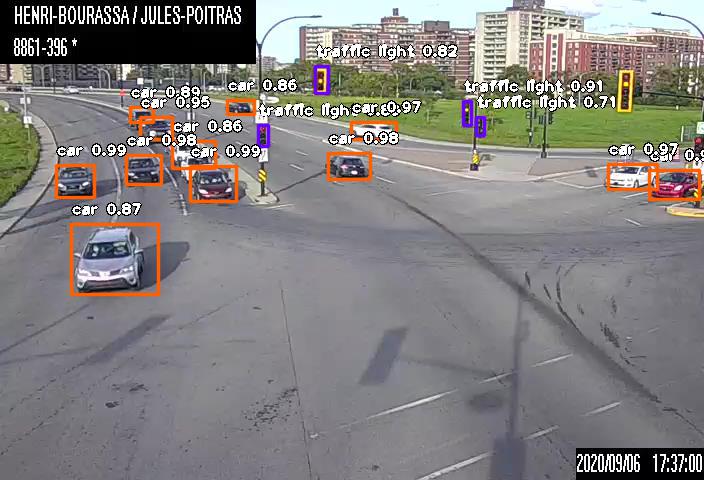 HENRI-BOURASSA / JULES-POITRAS
8861-396 *
traffic light 0.82
car 0.89
car 0.86
traffic light 0.91
car 0.95
traffic light 0.71
traffic ligh
car 0.97
car 0.86
car 0.98
car 0.98
car 0.99
car 0.99
car 0.97
car 0.87
2020/09/06 17:37:00